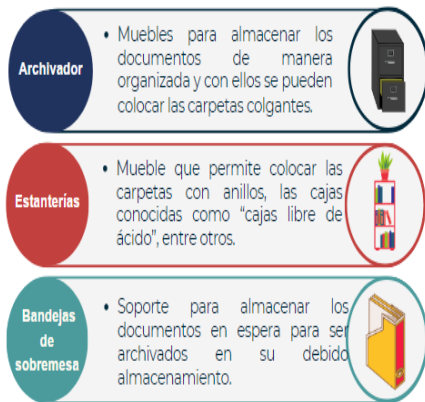 Archivador
• Muebles para almacenar los
documentos de manera
organizada y con ellos se pueden
colocar las carpetas colgantes.
Estanterías
• Mueble que permite colocar las
carpetas con anillos, las cajas
conocidas como “cajas libre de
ácido”, entre otros.
Bandejas
de
sobremesa
• Soporte para almacenar los
documentos en espera para ser
archivados en su debido
almacenamiento.